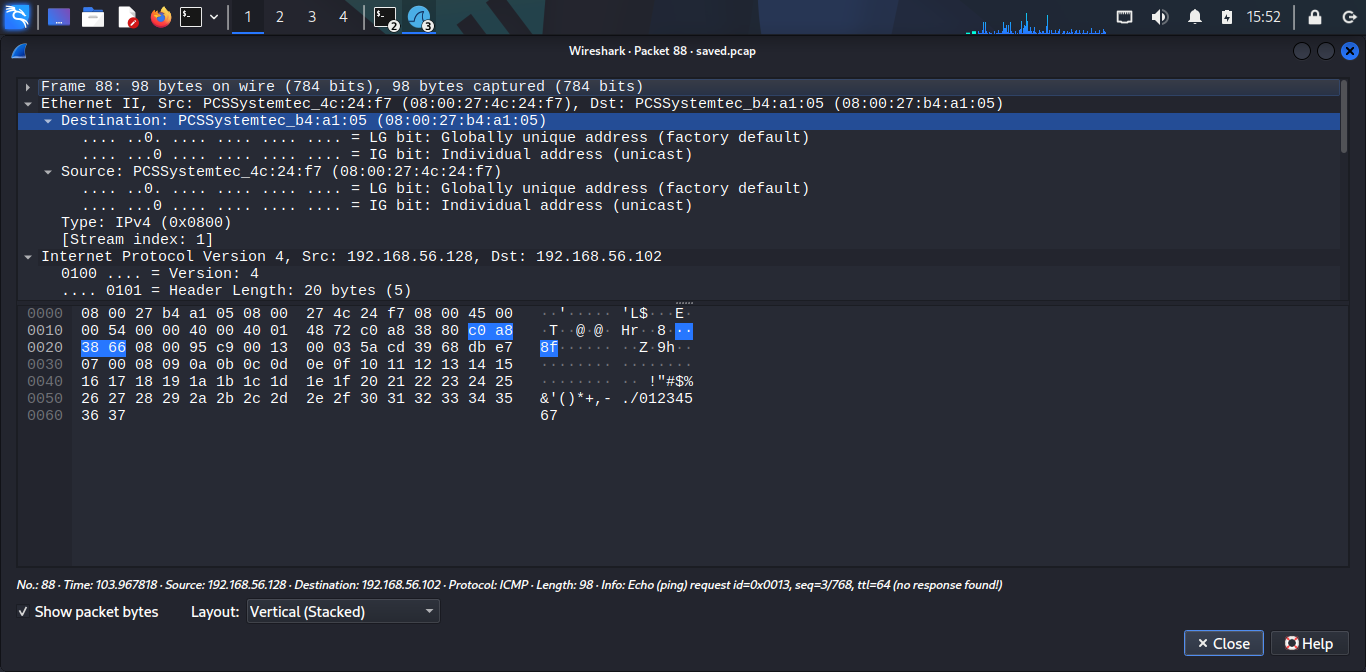 1 2 3 4 2 3 15:52
Wireshark · Packet 88 · saved.pcap
Frame 88: 98 bytes on wire (784 bits), 98 bytes captured (784 bits)
Ethernet II, Src: PCSSystemtec_4c:24:f7 (08:00:27:4c:24:f7), Dst: PCSSystemtec_b4:a1:05 (08:00:27:b4:a1:05)
Destination: PCSSystemtec_b4:a1:05 (08:00:27:b4:a1:05)
.... ..0. .... .... .... .... = LG bit: Globally unique address (factory default)
.... ...0 .... .... .... .... = IG bit: Individual address (unicast)
Source: PCSSystemtec_4c:24:f7 (08:00:27:4c:24:f7)
.... ..0. .... .... .... .... = LG bit: Globally unique address (factory default)
.... ...0 .... .... .... .... = IG bit: Individual address (unicast)
Type: IPv4 (0x0800)
[Stream index: 1]
Internet Protocol Version 4, Src: 192.168.56.128, Dst: 192.168.56.102
0100 .... = Version: 4
.... 0101 = Header Length: 20 bytes (5)
0000 08 00 27 b4 a1 05 08 00 27 4c 24 f7 08 00 45 00 ··'····· 'L$···E·
0010 00 54 00 00 40 00 40 01 48 72 c0 a8 38 80 c0 a8 ·T··@·@· Hr··8···
0020 38 66 08 00 95 c9 00 13 00 03 5a cd 39 68 db e7 8f······ ··Z·9h··
0030 07 00 08 09 0a 0b 0c 0d 0e 0f 10 11 12 13 14 15 ········ ········
0040 16 17 18 19 1a 1b 1c 1d 1e 1f 20 21 22 23 24 25 ········ ·· !"#$%
0050 26 27 28 29 2a 2b 2c 2d 2e 2f 30 31 32 33 34 35 &'()*+,- ./012345
0060 36 37 67
No.: 88 · Time: 103.967818 · Source: 192.168.56.128 · Destination: 192.168.56.102 · Protocol: ICMP · Length: 98 · Info: Echo (ping) request id=0x0013, seq=3/768, ttl=64 (no response found!)
Show packet bytes Layout: Vertical (Stacked)
Close Help